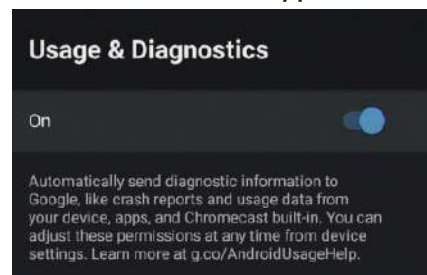 Usage & Diagnostics
On
Automatically send diagnostic information to
Google, like crash reports and usage data from
your device, apps, and Chromecast built-in. You can
adjust these permissions at any time from device
settings. Learn more at g.co/AndroidUsageHelp.